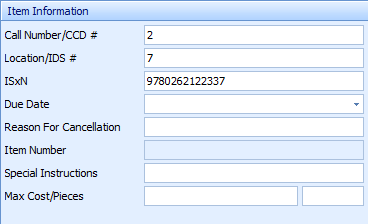 Item Information
Call Number/CCD # 2
Location/IDS # 7
ISxN 9780262122337
Due Date
Reason For Cancellation
Item Number
Special Instructions
Max Cost/Pieces